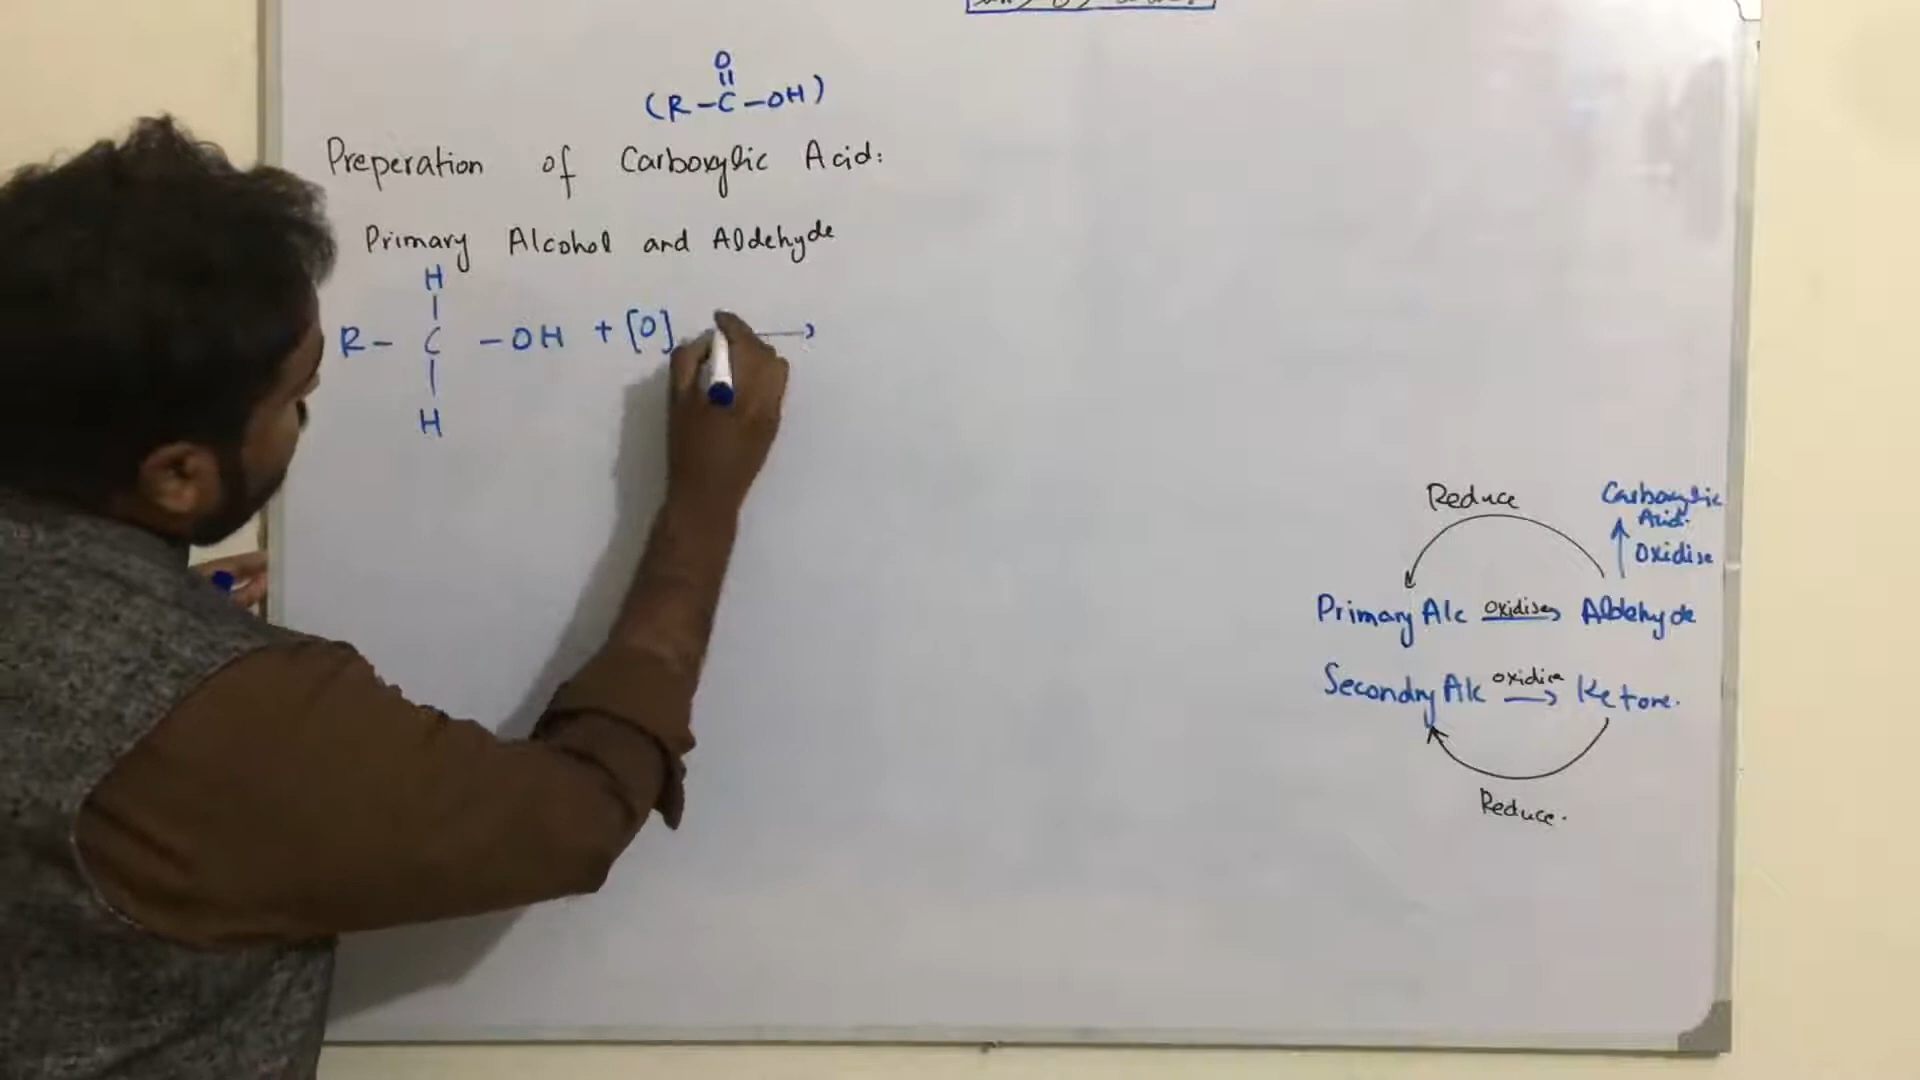 O
||
(R–C–OH)
Preperation of Carboxylic Acid:
Primary Alcohol and Aldehyde
H
|
R– C –OH + [O] →
|
H
Reduce
Carboxylic
Acid.
↑ Oxidise
Primary Alc oxidises Aldehyde
Secondry Alc oxidise → Ketone.
Reduce.